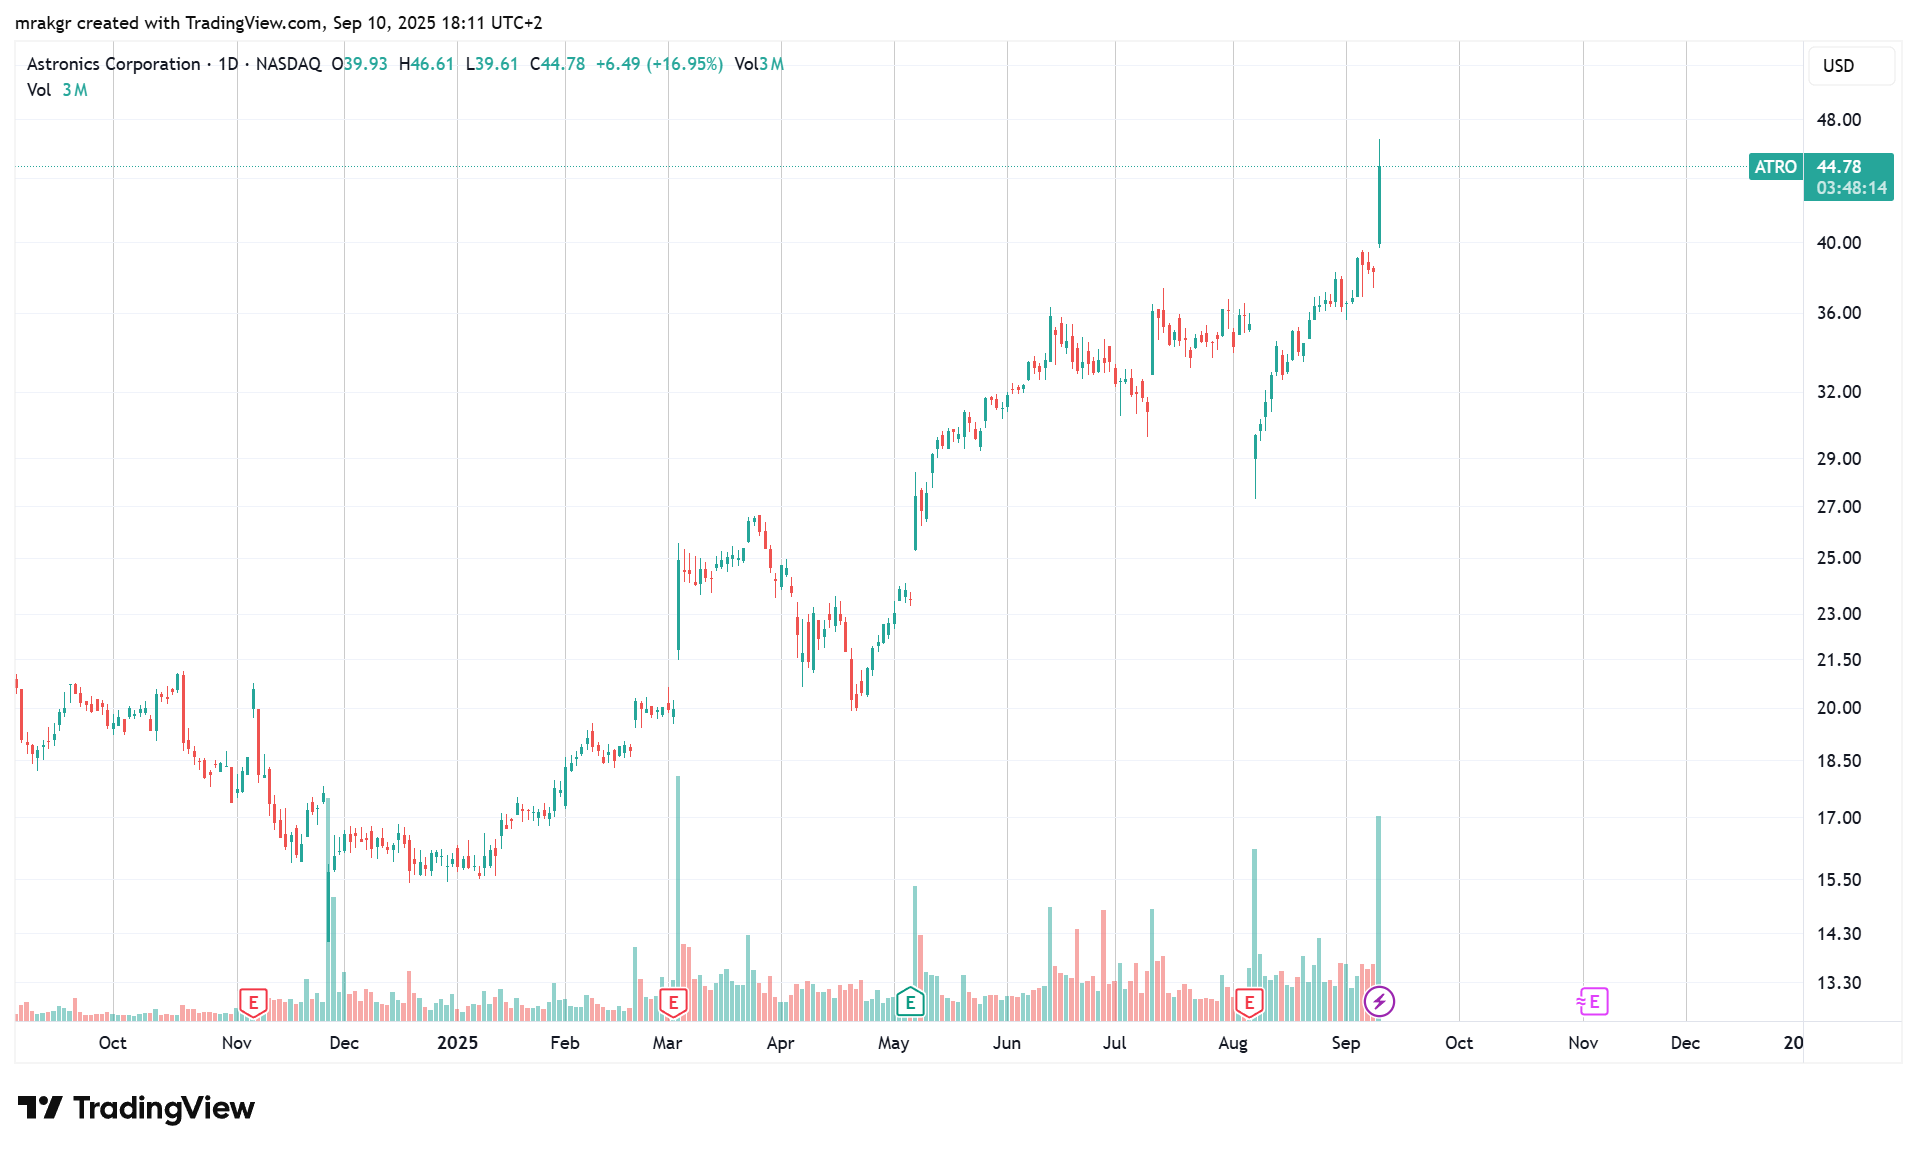 mrakgr created with TradingView.com, Sep 10, 2025 18:11 UTC+2
Astronics Corporation · 1D · NASDAQ O39.93 H46.61 L39.61 C44.78 +6.49 (+16.95%) Vol3 M
Vol 3 M
USD
48.00
ATRO 44.78
03:48:14
40.00
36.00
32.00
29.00
27.00
25.00
23.00
21.50
20.00
18.50
17.00
15.50
14.30
13.30
E E E E ≈E
Oct Nov Dec 2025 Feb Mar Apr May Jun Jul Aug Sep Oct Nov Dec 20
TradingView